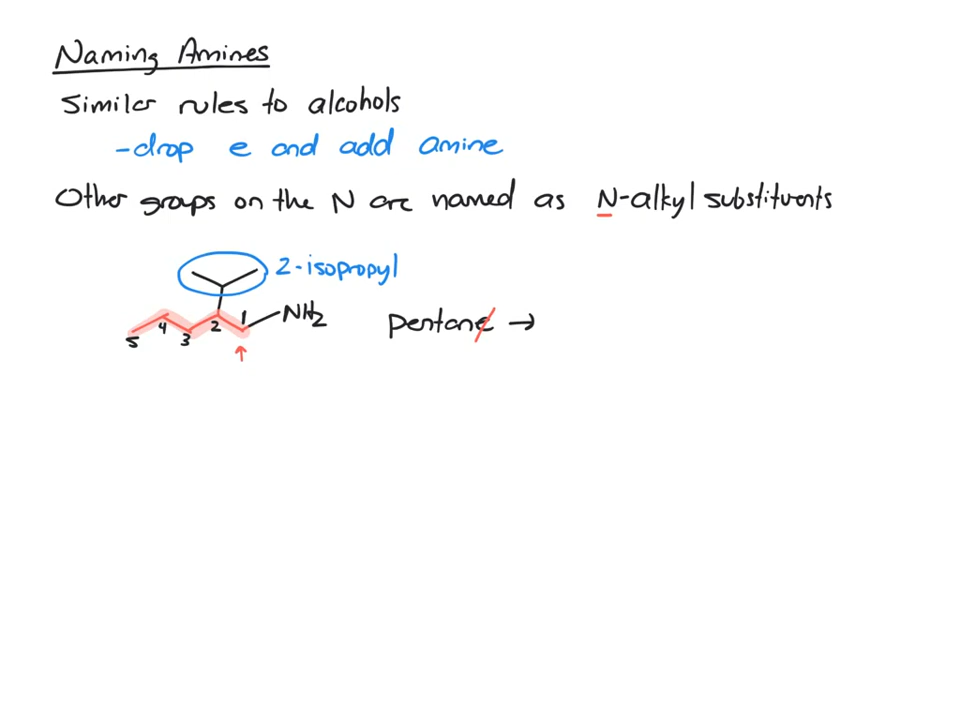 Naming Amines
Similar rules to alcohols
-drop e and add amine
Other groups on the N are named as N-alkyl substituents
2-isopropyl
5 4 3 2 1 NH2
Pentane →